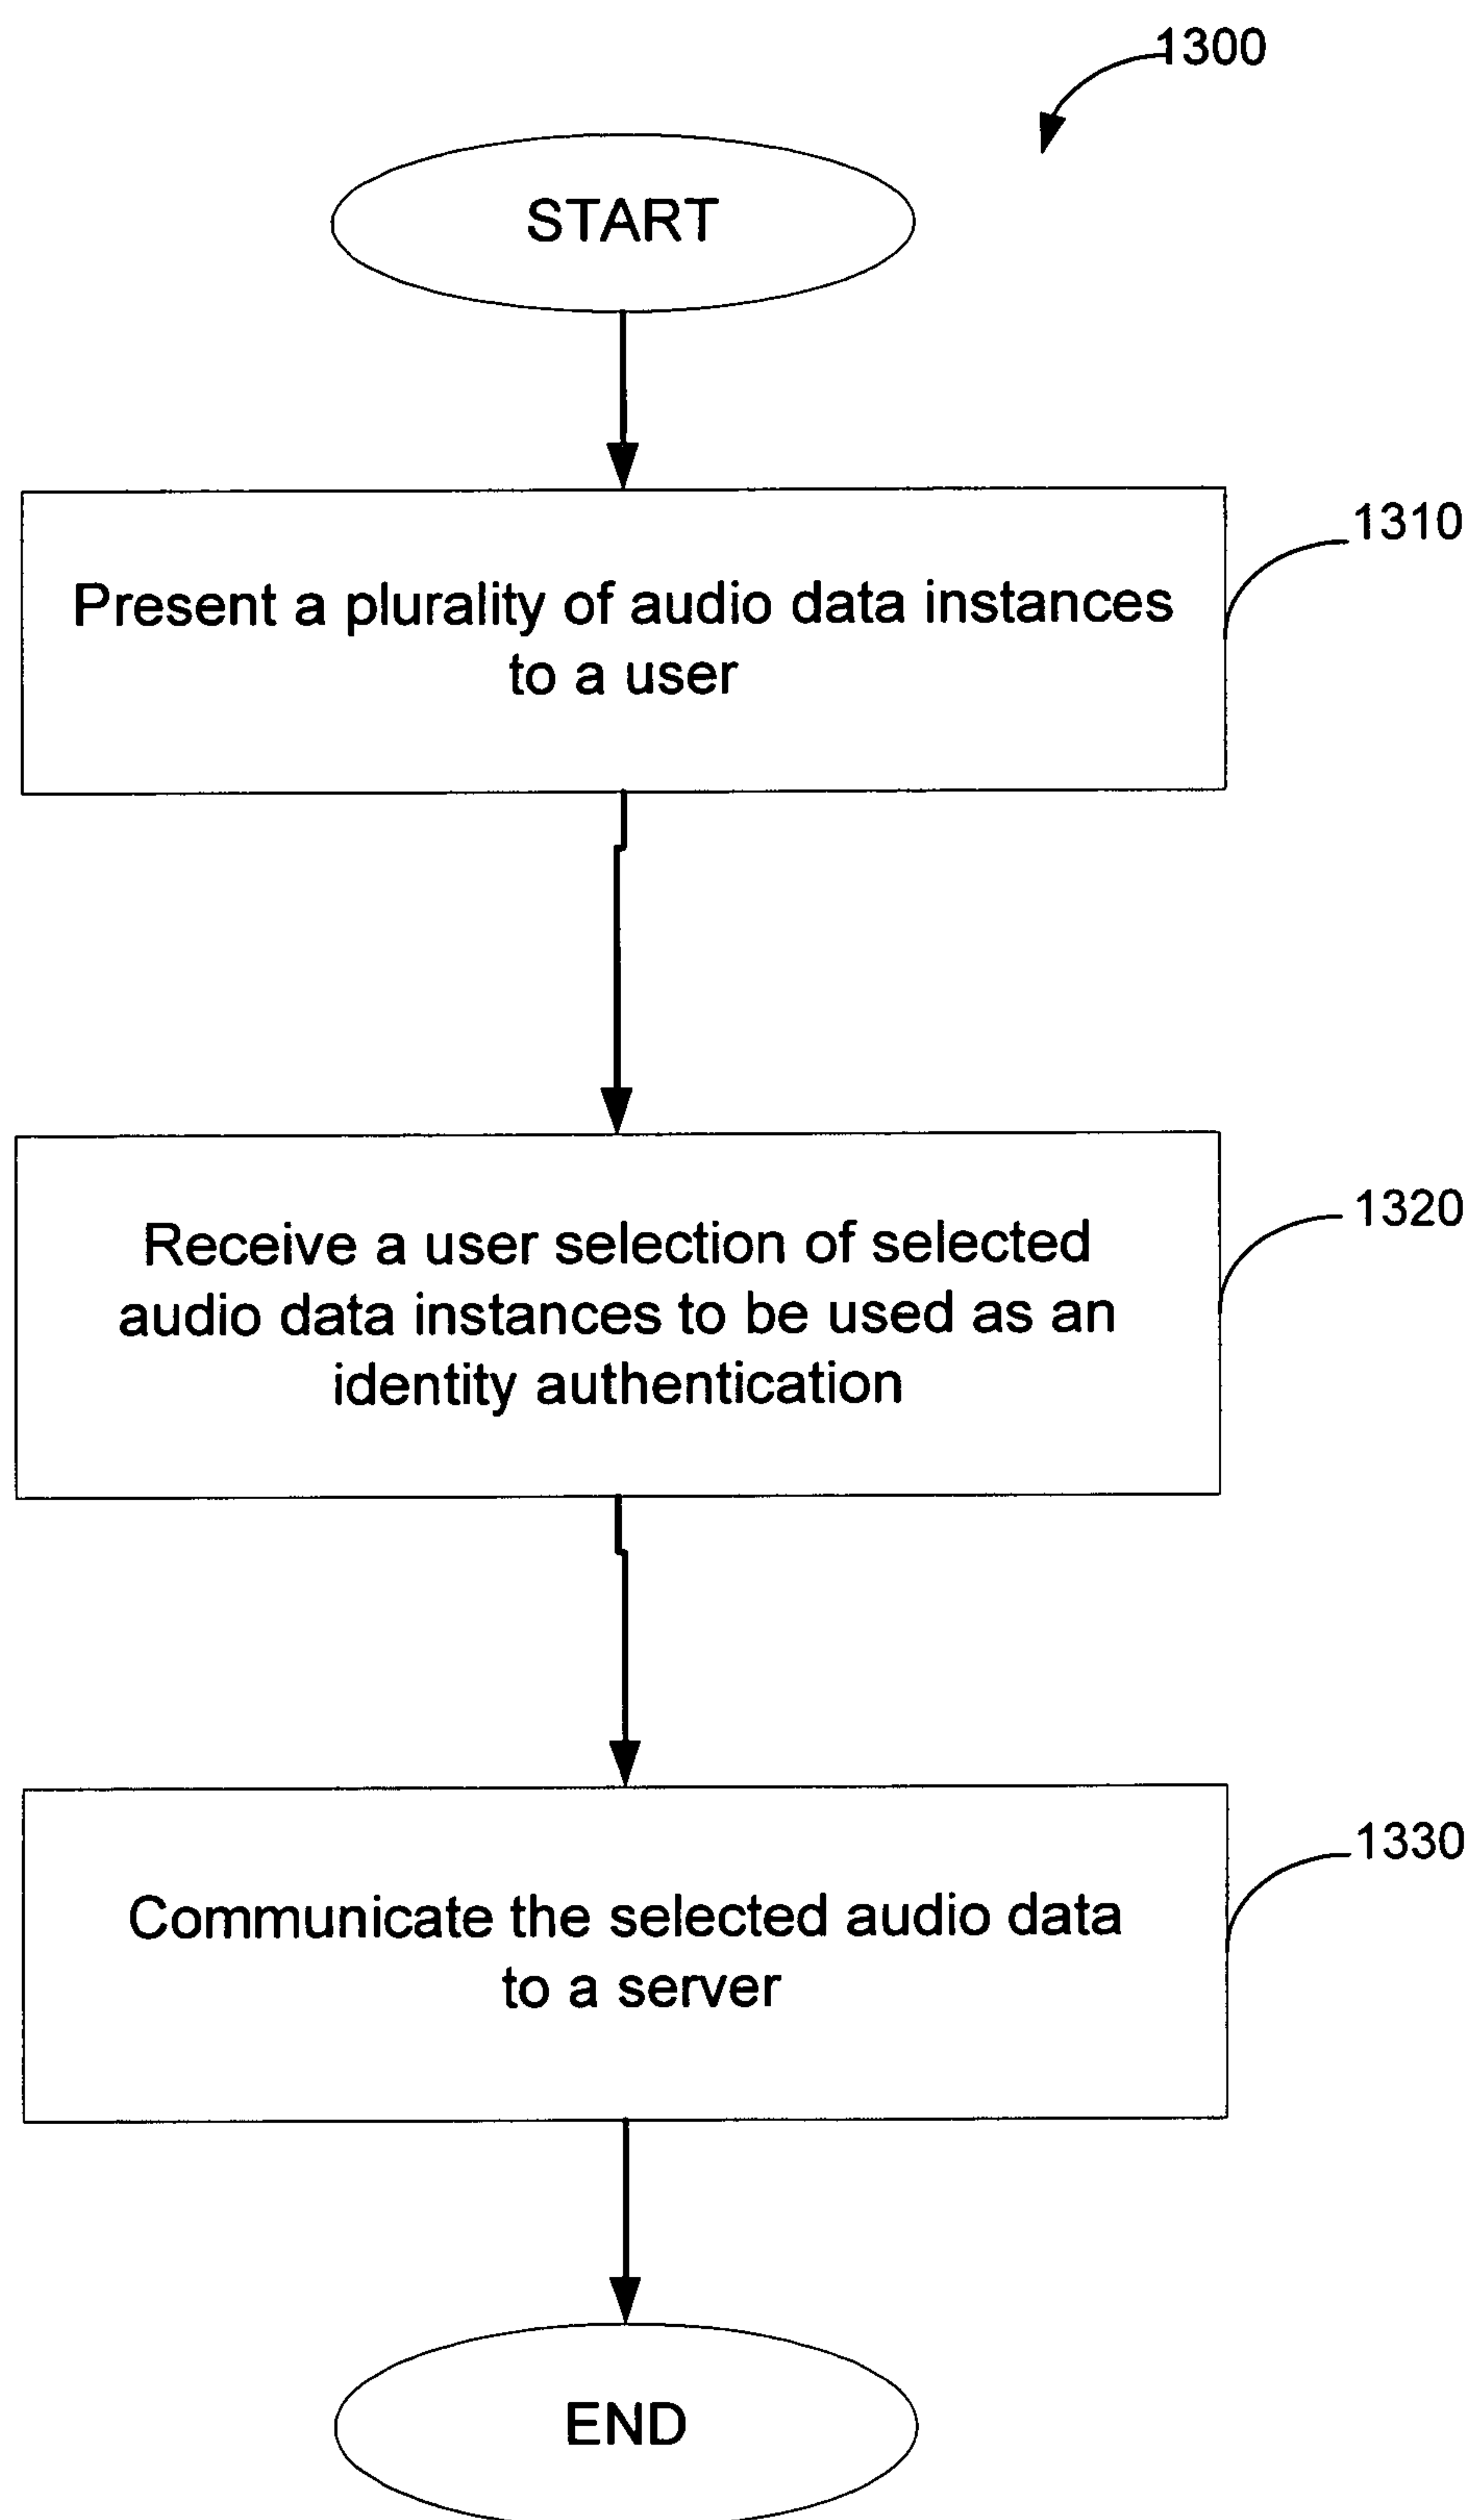 1300
START
1310
Present a plurality of audio data instances
to a user
1320
Receive a user selection of selected
audio data instances to be used as an
identity authentication
1330
Communicate the selected audio data
to a server
END